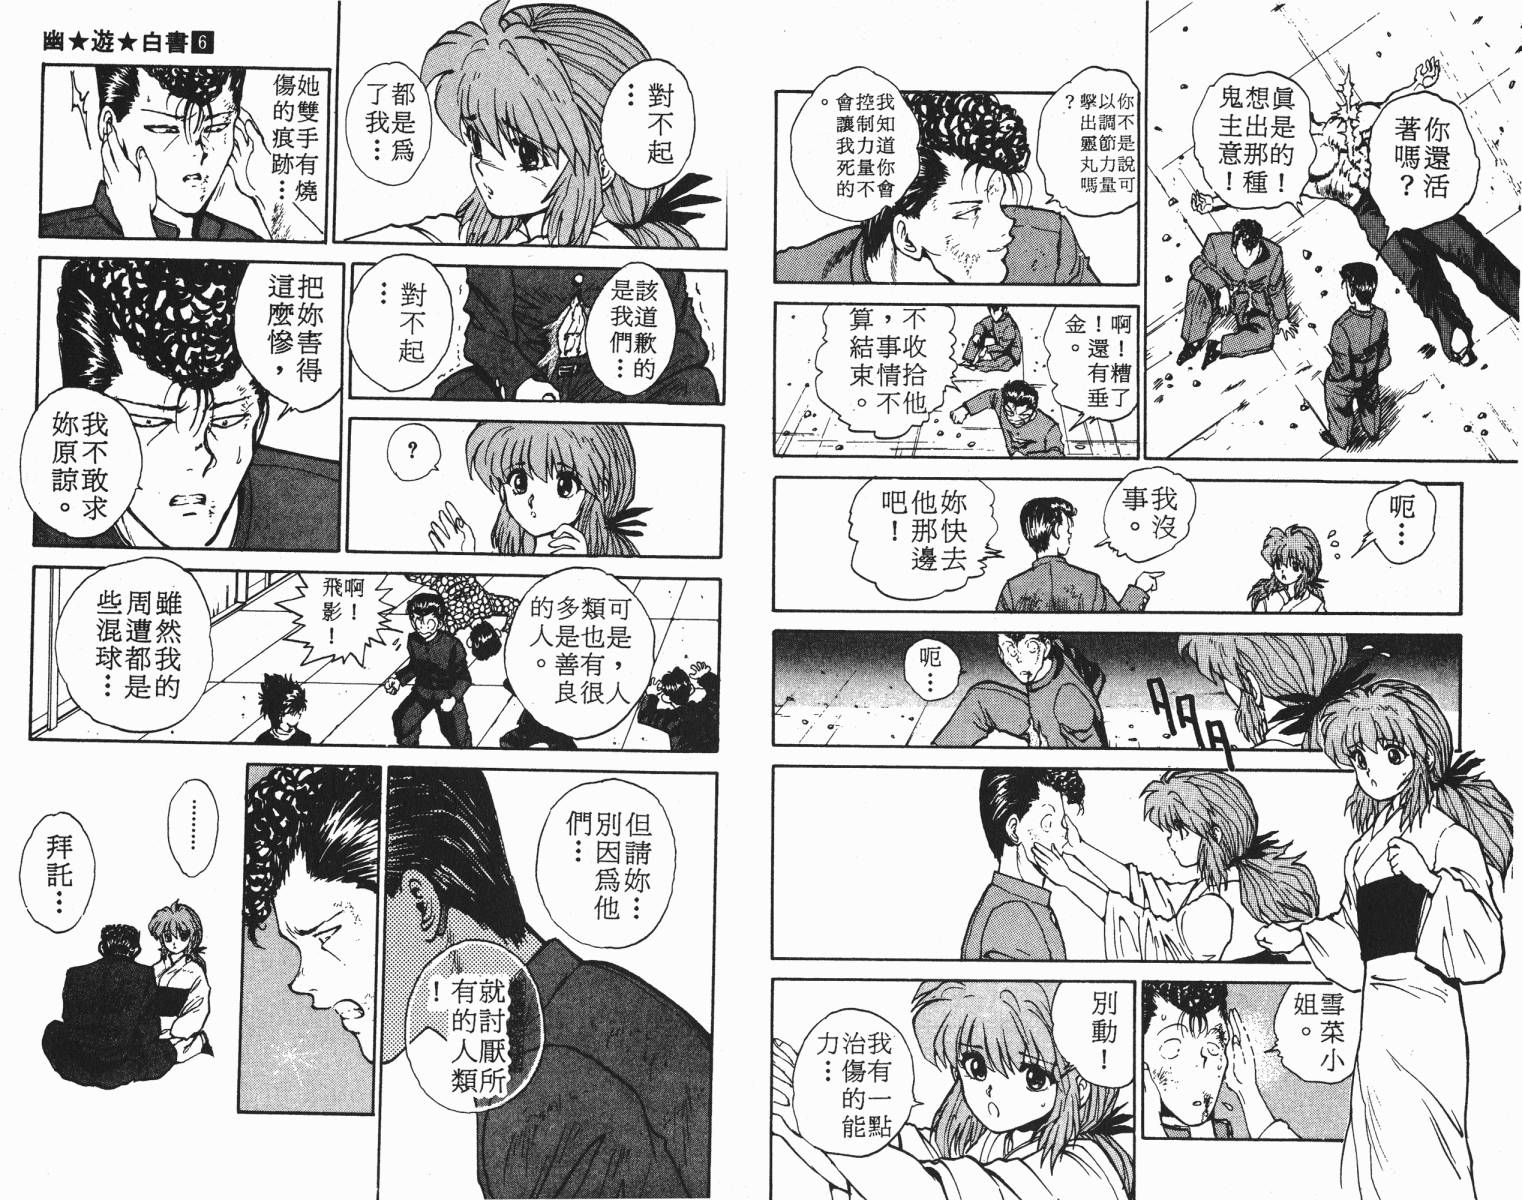 幽★遊★白書6
你還活
著嗎？
眞是的！
想出那種
鬼主意！
你不是說可
以調節力量
擊出靈丸嗎
？
我知道你會
控制力量不
會讓我死的
。
啊！糟了
！還有垂
金。
不收拾他
，事情不
算結束。
呃…
我沒
事。
妳快去
他那邊
吧！
呃…
タタタ
雪菜小
姐。
別動！
我有一點
治傷的能
力…
對不起
…
都是爲
了我…
她雙手有燒
傷的痕跡…
該道歉的
是我們…
對不起
…
把妳害得
這麼慘，
我不敢求
妳原諒。
？
可是，人
類也有很
多是善良
的人。
啊！
飛影！
雖然我的
周遭都是
些混球…
但請妳…
別因爲他
們…
就討厭所
有的人類
！
………
拜託…